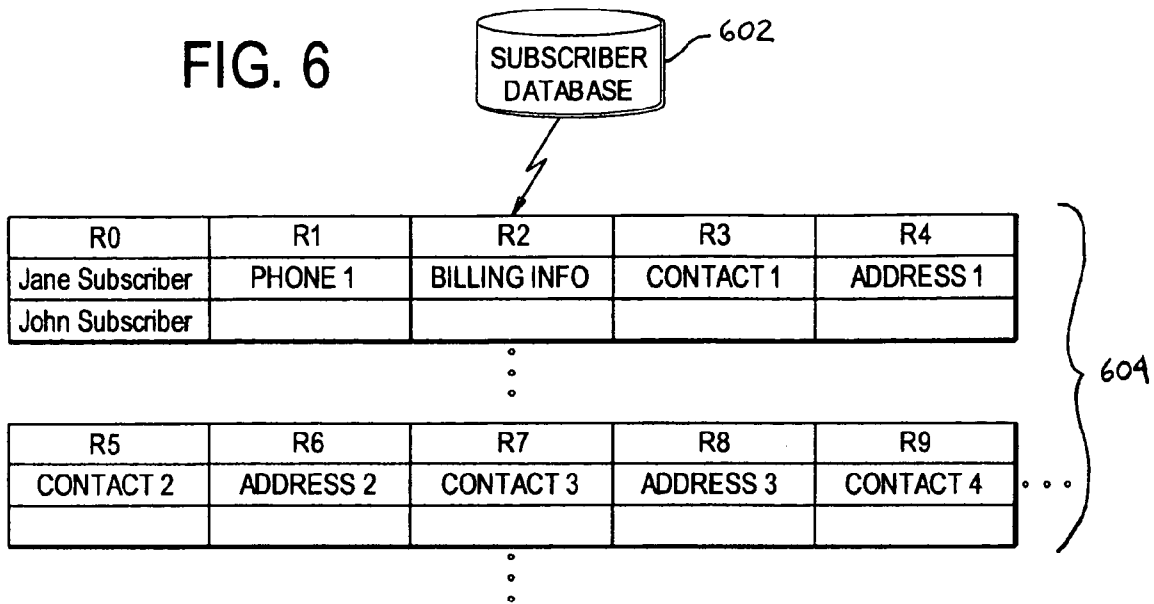 FIG. 6
SUBSCRIBER
DATABASE
602
R0 R1 R2 R3 R4
Jane Subscriber PHONE 1 BILLING INFO CONTACT 1 ADDRESS 1
John Subscriber
604
R5 R6 R7 R8 R9
CONTACT 2 ADDRESS 2 CONTACT 3 ADDRESS 3 CONTACT 4